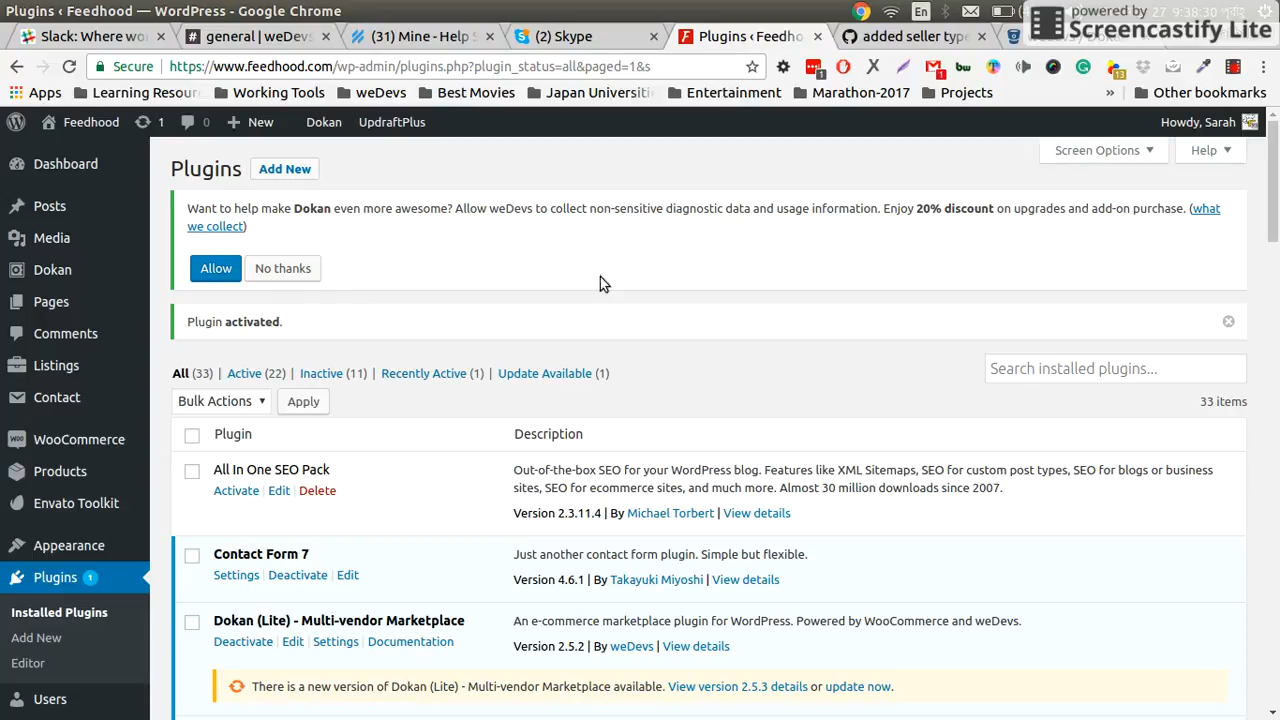 Plugins ‹ Feedhood — WordPress - Google Chrome
En
27 9:38:30
powered by
Screencastify Lite
Slack: Where wo
general | weDevs
(31) Mine - Help
(2) Skype
Plugins ‹ Feedho
added seller type
Secure
https://www.feedhood.com/wp-admin/plugins.php?plugin_status=all&paged=1&s
Apps
Learning Resour
Working Titles
weDevs
Best Movies
Japan Universiti
Entertainment
Marathon-2017
Projects
»
Other bookmarks
Feedhood
1
0
New
Dokan
UpdraftPlus
Howdy, Sarah
Dashboard
Posts
Media
Dokan
Pages
Comments
Listings
Contact
WooCommerce
Products
Envato Toolkit
Appearance
Plugins 1
Installed Plugins
Add New
Editor
Users
Screen Options
Help
Plugins
Add New
Want to help make Dokan even more awesome? Allow weDevs to collect non-sensitive diagnostic data and usage information. Enjoy 20% discount on upgrades and add-on purchase. (what
we collect)
Allow
No thanks
Plugin activated.
All (33) | Active (22) | Inactive (11) | Recently Active (1) | Update Available (1)
Search installed plugins...
Bulk Actions
Apply
33 items
Plugin
Description
All In One SEO Pack
Activate | Edit | Delete
Out-of-the-box SEO for your WordPress blog. Features like XML Sitemaps, SEO for custom post types, SEO for blogs or business
sites, SEO for ecommerce sites, and much more. Almost 30 million downloads since 2007.
Version 2.3.11.4 | By Michael Torbert | View details
Contact Form 7
Settings | Deactivate | Edit
Just another contact form plugin. Simple but flexible.
Version 4.6.1 | By Takayuki Miyoshi | View details
Dokan (Lite) - Multi-vendor Marketplace
Deactivate | Edit | Settings | Documentation
An e-commerce marketplace plugin for WordPress. Powered by WooCommerce and weDevs.
Version 2.5.2 | By weDevs | View details
There is a new version of Dokan (Lite) - Multi-vendor Marketplace available. View version 2.5.3 details or update now.